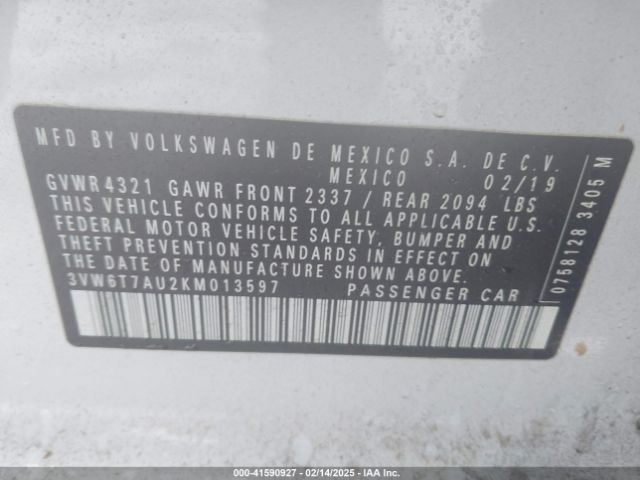 MFD BY VOLKSWAGEN DE MEXICO S.A. DE C.V.
MEXICO 02/19
GVWR 4321 GAWR FRONT 2337 / REAR 2094 LBS
THIS VEHICLE CONFORMS TO ALL APPLICABLE U.S.
FEDERAL MOTOR VEHICLE SAFETY, BUMPER AND
THEFT PREVENTION STANDARDS IN EFFECT ON
THE DATE OF MANUFACTURE SHOWN ABOVE.
3VW6T7AU2KM013597 PASSENGER CAR
0758128 3405 M
000-41590927 - 02/14/2025 - IAA Inc.